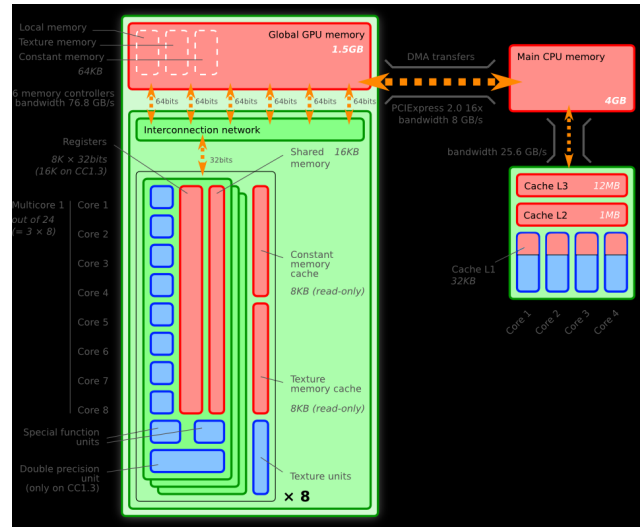 Local memory
Texture memory
Constant memory
64KB
Global GPU memory
1.5GB
DMA transfers
PCIExpress 2.0 16x
bandwidth 8 GB/s
Main CPU memory
4GB
6 memory controllers
bandwidth 76.8 GB/s
64bits
64bits
64bits
64bits
64bits
64bits
Interconnection network
32bits
Registers
8K × 32bits
(16K on CC1.3)
Shared 16KB
memory
bandwidth 25.6 GB/s
Cache L3 12MB
Cache L2 1MB
Cache L1
32KB
Core 1
Core 2
Core 3
Core 4
Multicore 1
out of 24
(= 3 × 8)
Core 1
Core 2
Core 3
Core 4
Core 5
Core 6
Core 7
Core 8
Constant
memory cache
8KB (read-only)
Texture
memory cache
8KB (read-only)
Special function
units
Double precision
unit
(only on CC1.3)
Texture units
× 8